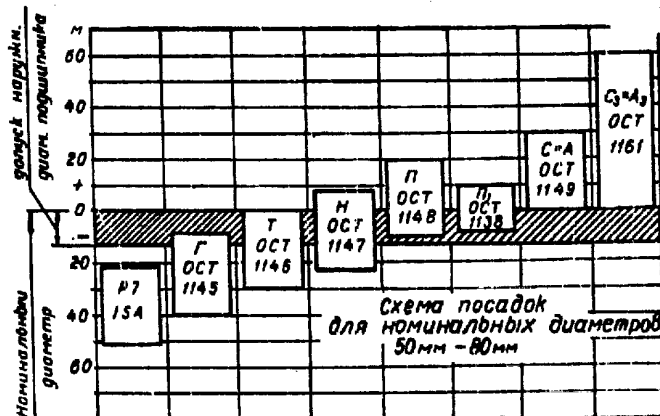 допуск наружн.
диам. подшипника
Номинальный
диаметр
М
60
40
20
+
0
-
20
40
60
P7
ISA
Г
ОСТ
1145
Т
ОСТ
1146
Н
ОСТ
1147
П
ОСТ
1148
П₁
ОСТ
1138
С=А
ОСТ
1149
С₃=А₃
ОСТ
1161
Схема посадок
для номинальных диаметров
50мм - 80мм